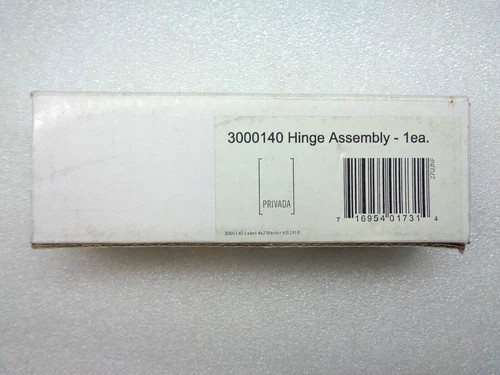 3000140 Hinge Assembly - 1ea.
PRIVADA
7 16954 01731 4